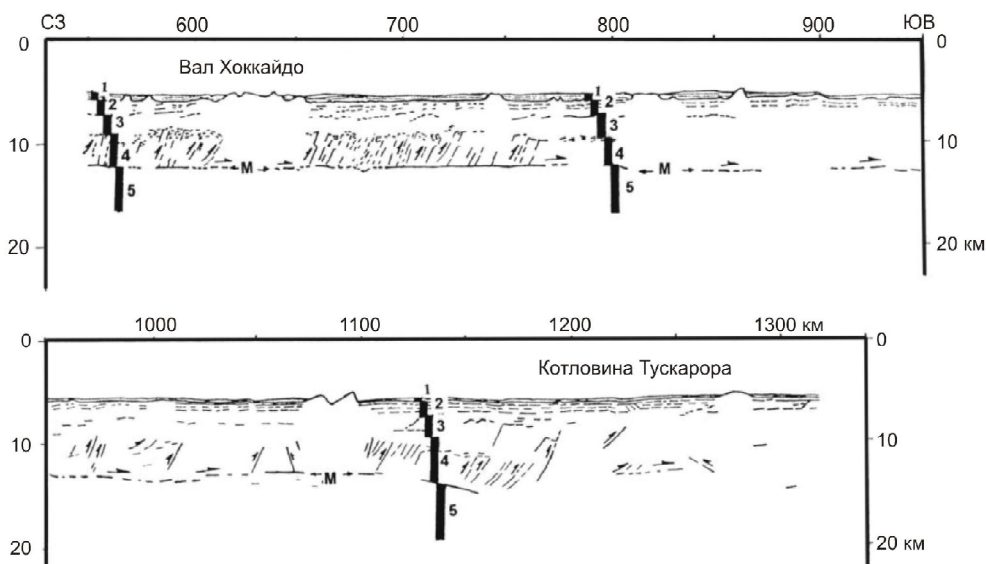 СЗ 600 700 800 900 ЮВ
0 0
Вал Хоккайдо
1 1
2 2
3 3
10 4 4 10
М М
5 5
20 20 км
1000 1100 1200 1300 км
0 0
Котловина Тускарора
1
2
3
10 4 10
М
5
20 20 км